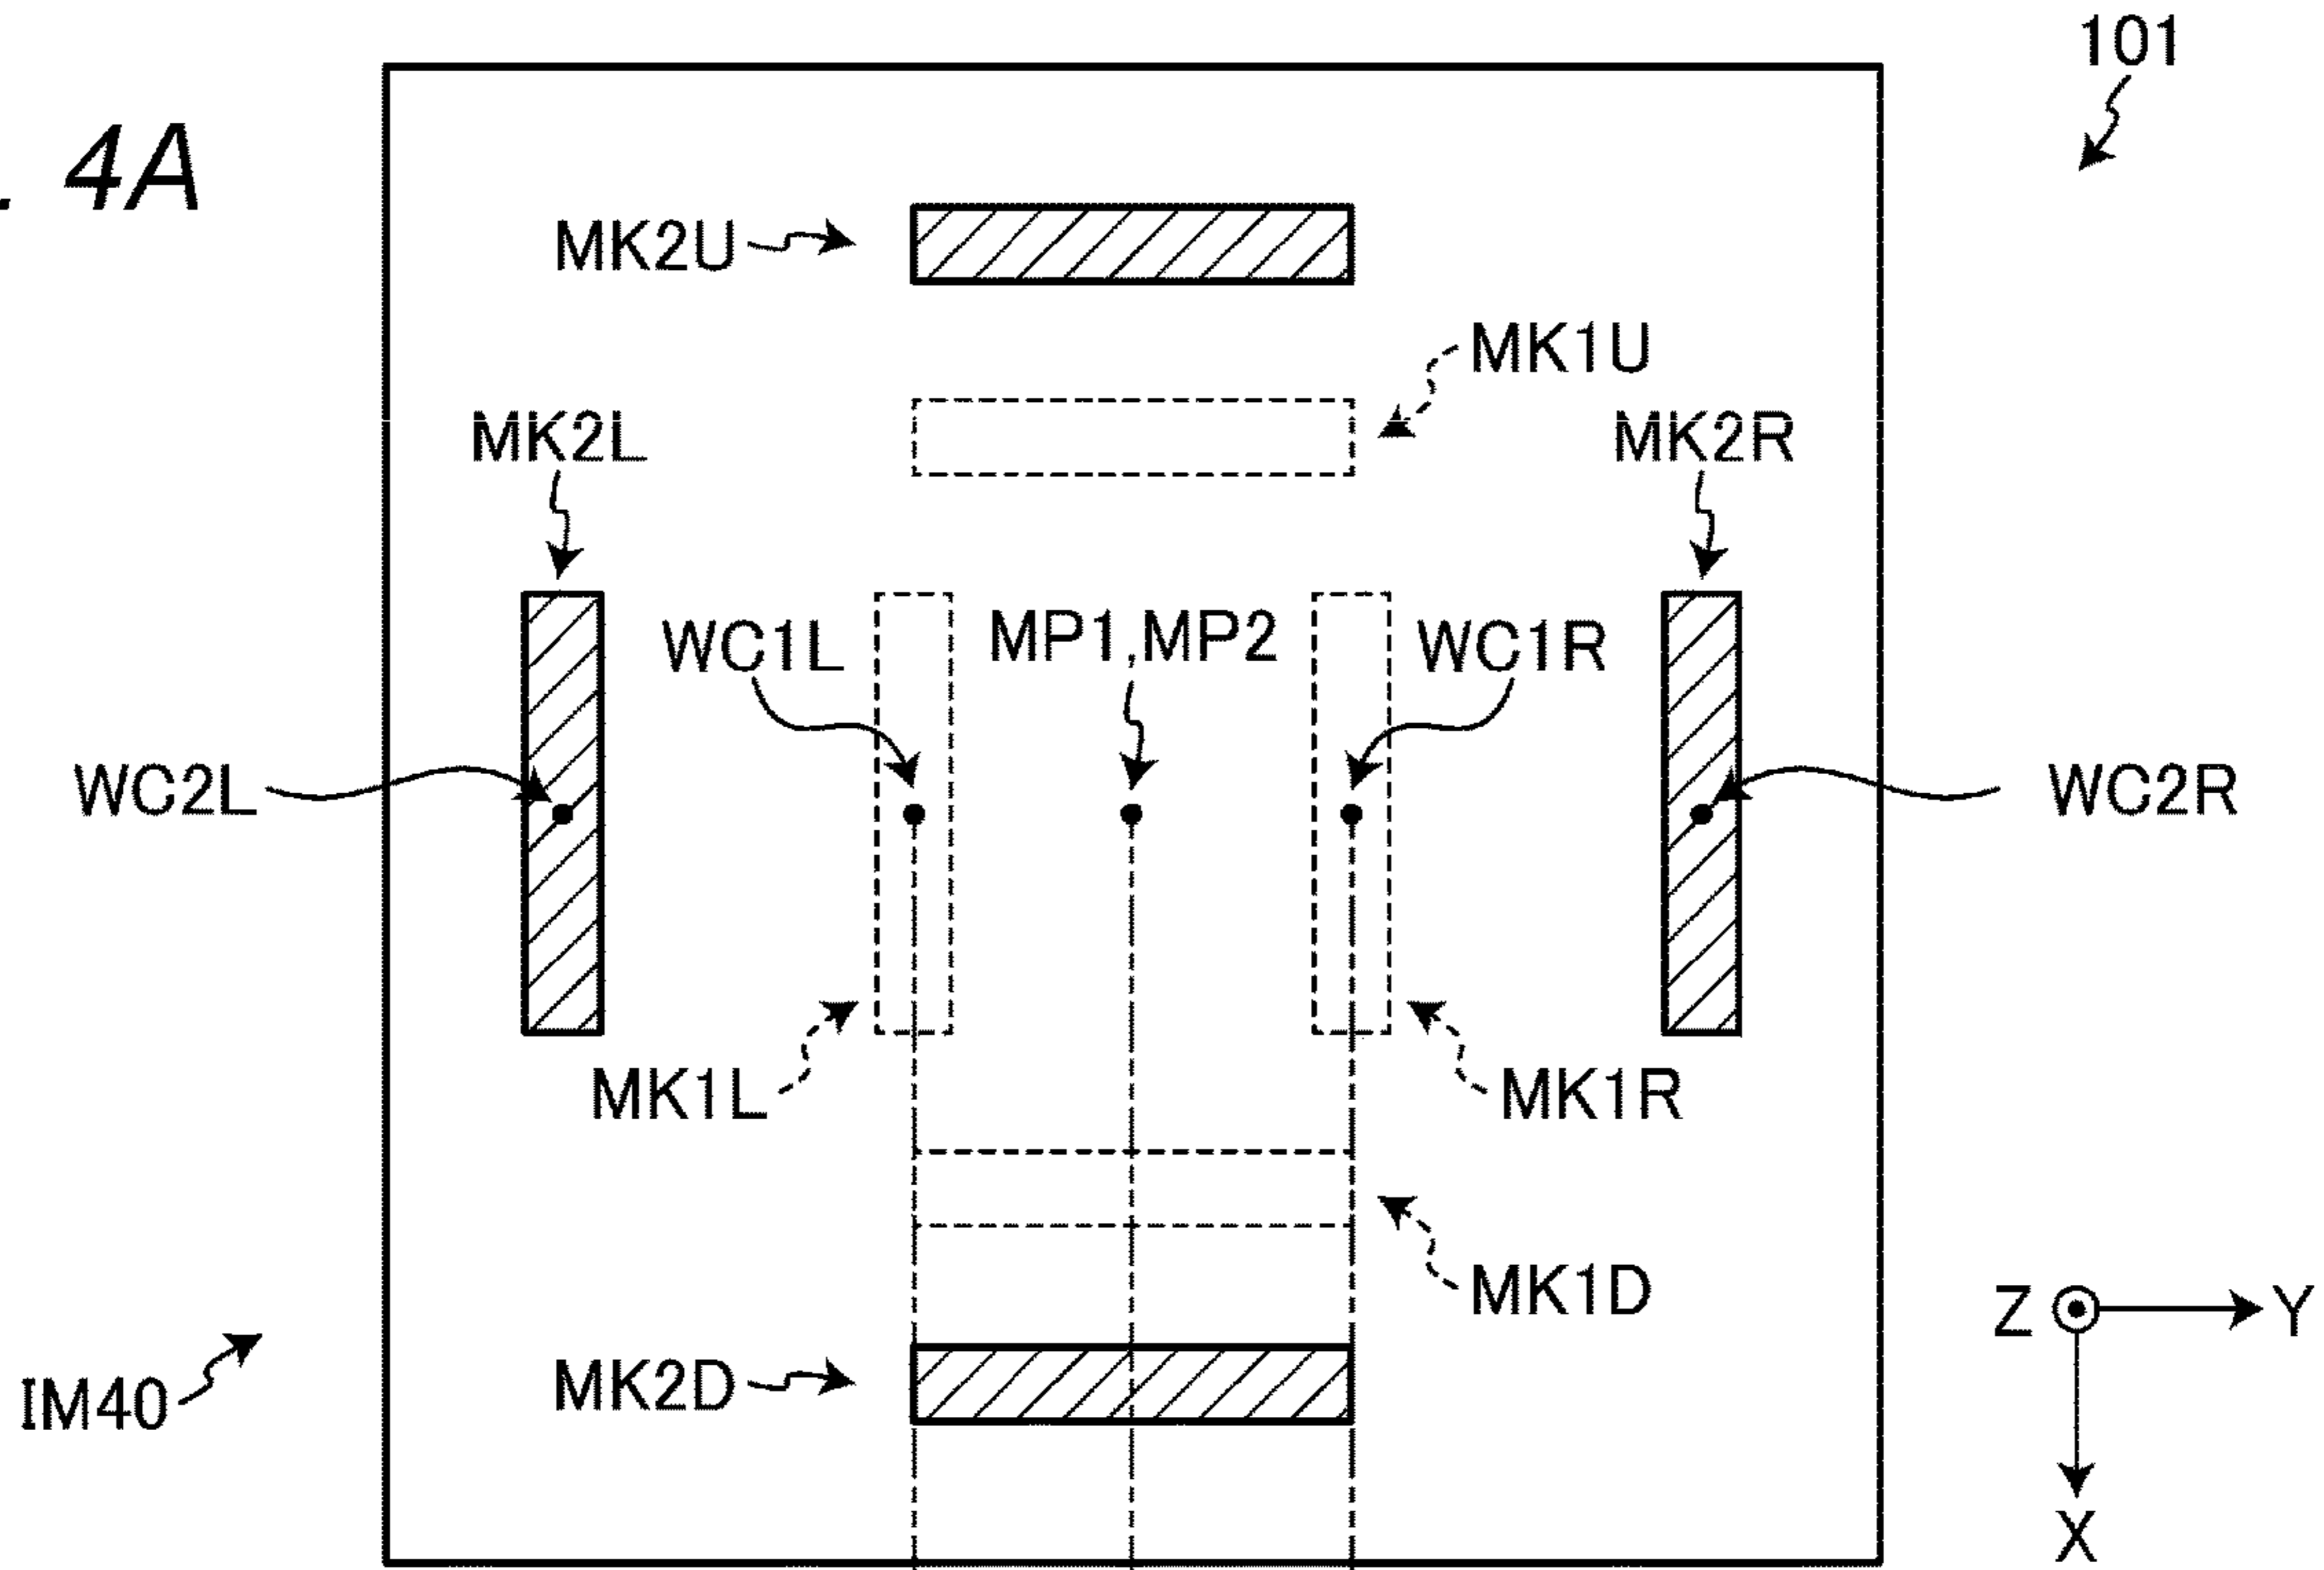 101
. 4A
MK2U
MK1U
MK2L
MK2R
WC1L
MP1,MP2
WC1R
WC2L
WC2R
MK1L
MK1R
MK1D
Z
Y
MK2D
IM40
X